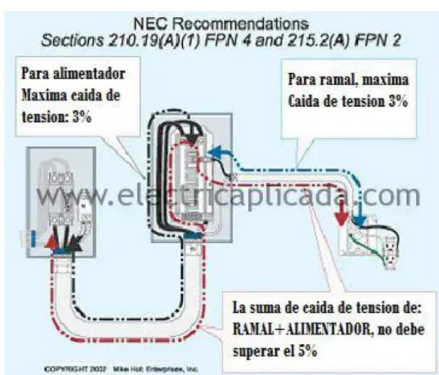 NEC Recommendations
Sections 210.19(A)(1) FPN 4 and 215.2(A) FPN 2
Para alimentador
Maxima caida de
tension: 3%
Para ramal, maxima
Caida de tension 3%
www.electricaplicada.com
La suma de caida de tension de:
RAMAL+ALIMENTADOR, no debe
superar el 5%
COPYRIGHT 2002 Mike Holt Enterprises, Inc.